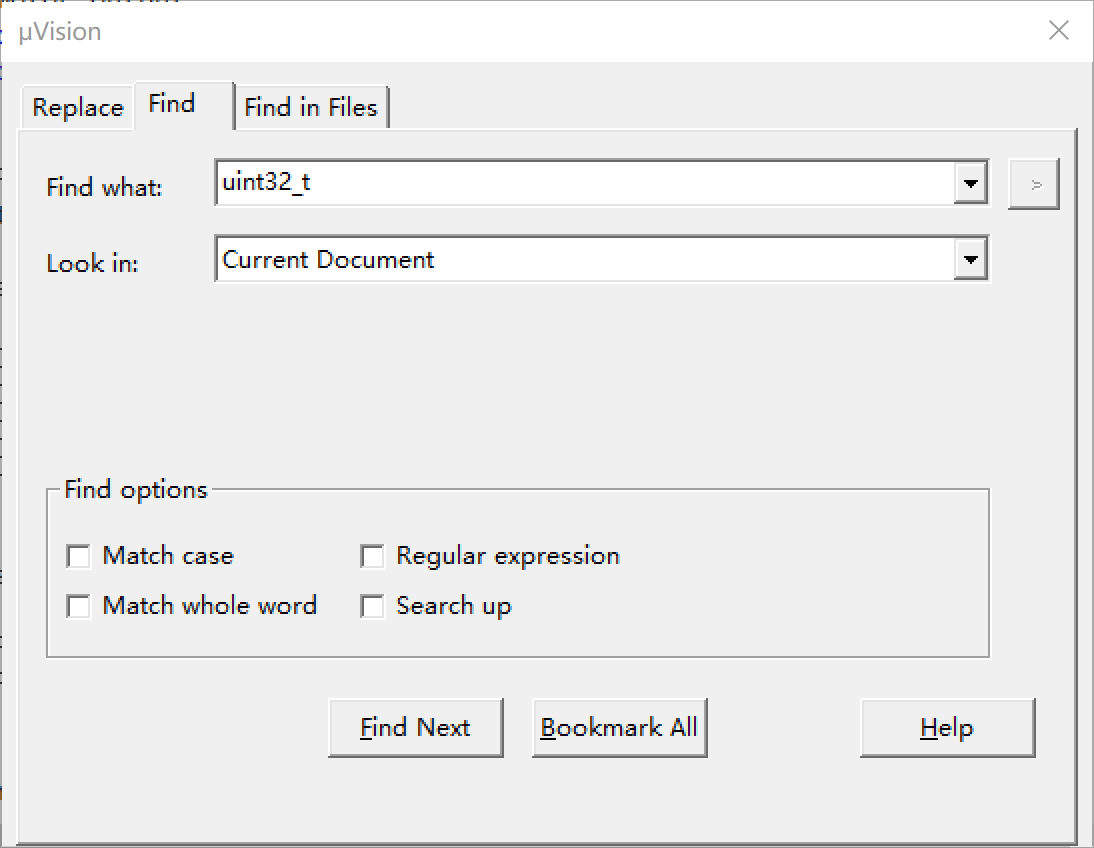 µVision
Replace
Find
Find in Files
Find what:
uint32_t
>
Look in:
Current Document
Find options
Match case
Regular expression
Match whole word
Search up
Find Next
Bookmark All
Help